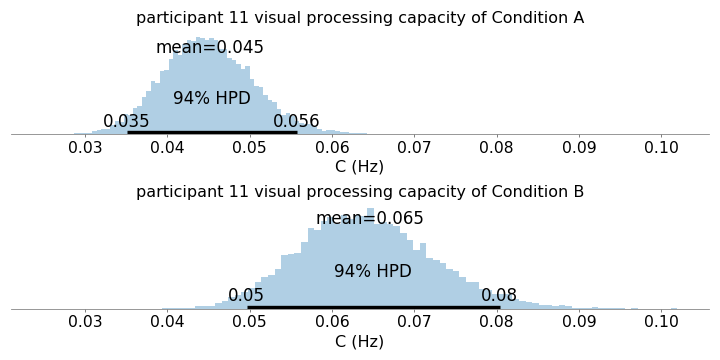 participant 11 visual processing capacity of Condition A
mean=0.045
94% HPD
0.035 0.056
0.03 0.04 0.05 0.06 0.07 0.08 0.09 0.10
C (Hz)
participant 11 visual processing capacity of Condition B
mean=0.065
94% HPD
0.05 0.08
0.03 0.04 0.05 0.06 0.07 0.08 0.09 0.10
C (Hz)